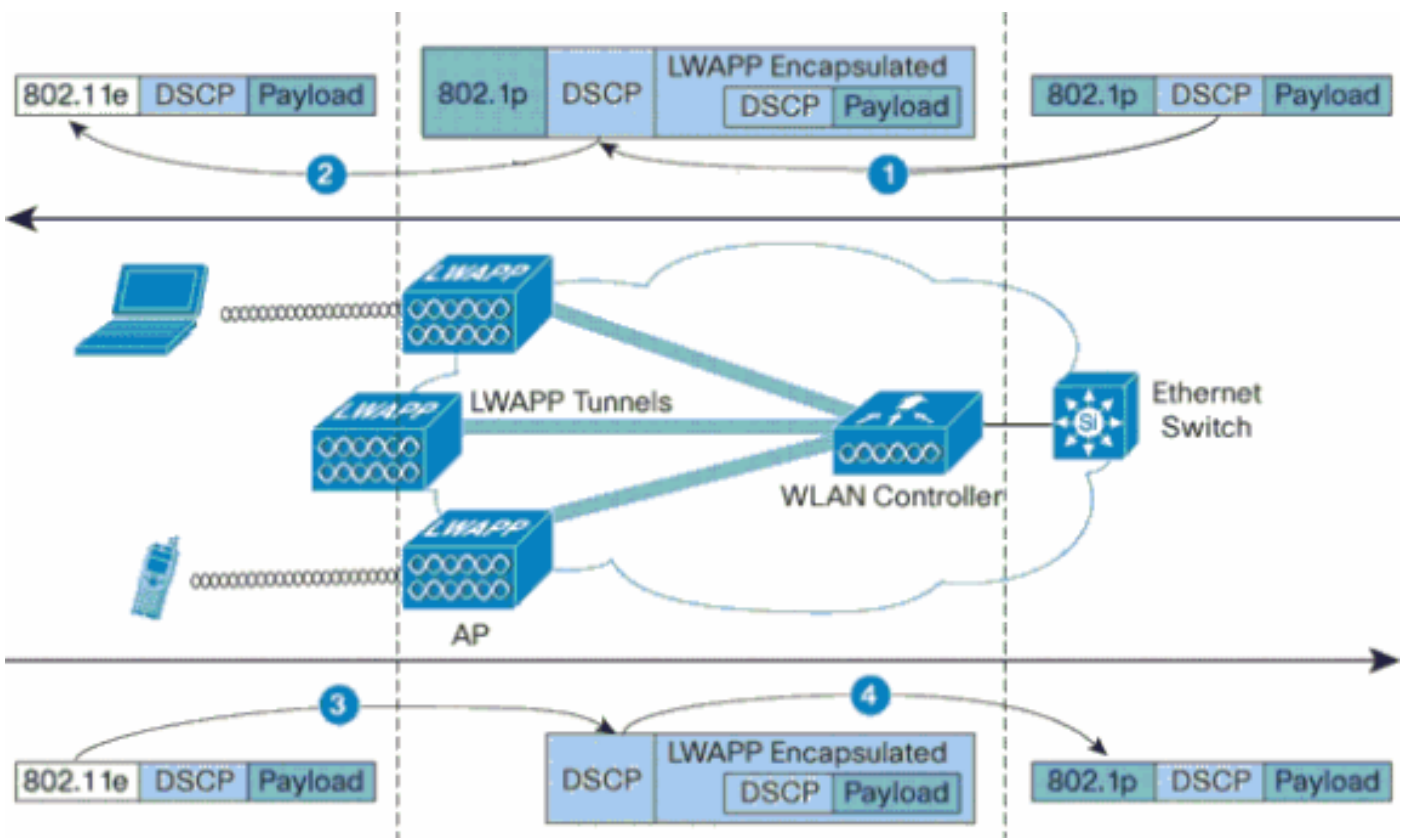 802.11e DSCP Payload
802.1p DSCP LWAPP Encapsulated
DSCP Payload
802.1p DSCP Payload
2
1
LWAPP
LWAPP
LWAPP Tunnels
SI
Ethernet
Switch
WLAN Controller
LWAPP
AP
3
4
802.11e DSCP Payload
DSCP LWAPP Encapsulated
DSCP Payload
802.1p DSCP Payload